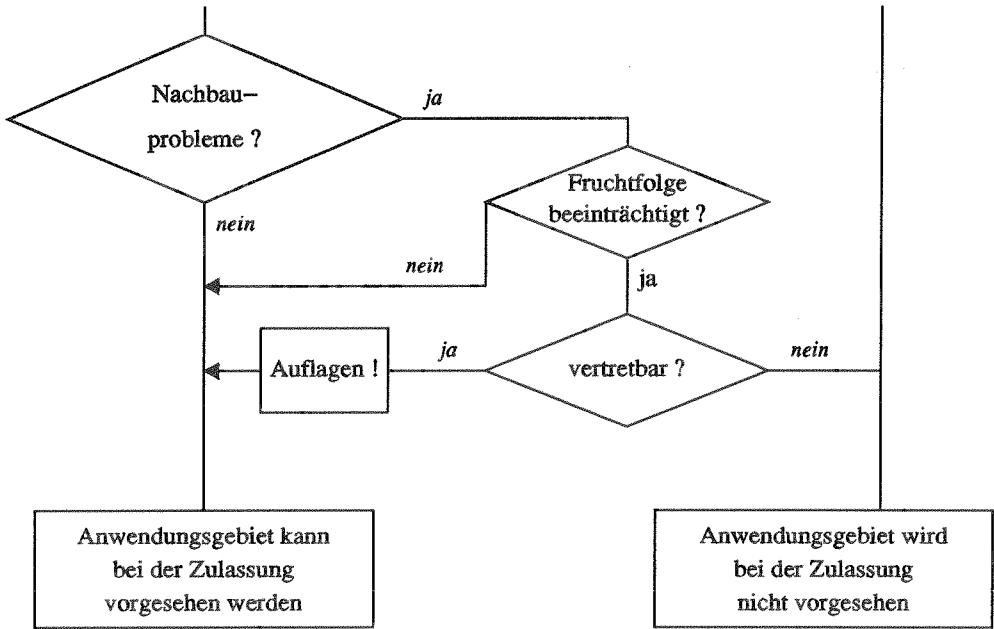 Nachbau–
probleme ?
ja
nein
Fruchtfolge
beeinträchtigt ?
nein
ja
vertretbar ?
ja
nein
Auflagen !
Anwendungsgebiet kann
bei der Zulassung
vorgesehen werden
Anwendungsgebiet wird
bei der Zulassung
nicht vorgesehen